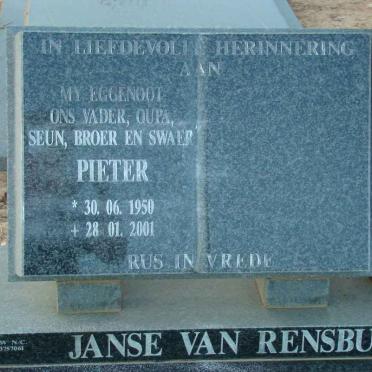 IN LIEFDEVOLLE HERINNERING
AAN
MY EGGENOOT
ONS VADER, OUPA,
SEUN, BROER EN SWAER
PIETER
* 30. 06. 1950
+ 28. 01. 2001
RUS IN VREDE
JANSE VAN RENSBU